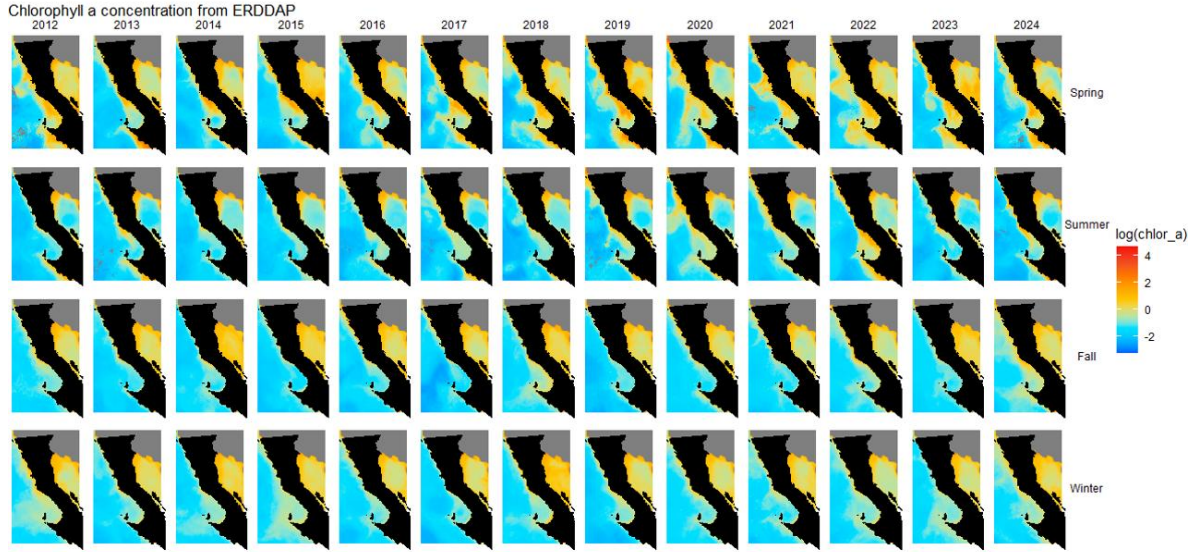 Chlorophyll a concentration from ERDDAP
2012 2013 2014 2015 2016 2017 2018 2019 2020 2021 2022 2023 2024
Spring
Summer
log(chlor_a)
4
2
0
-2
Fall
Winter